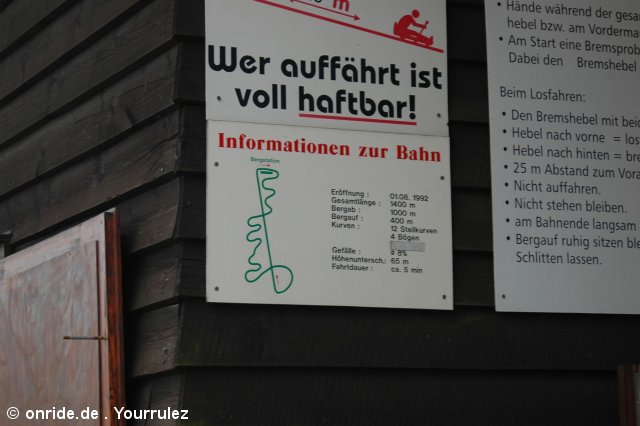 m
Wer auffährt ist
voll haftbar!
Informationen zur Bahn
Bergstation
Eröffnung : 01.08. 1992
Gesamtlänge : 1400 m
Bergab : 1000 m
Bergauf : 400 m
Kurven : 12 Steilkurven
4 Bögen
Gefälle : 8%
Höhenuntersch.: 65 m
Fahrtdauer : ca. 5 min
• Hände während der gesa
hebel bzw. am Vorderma
• Am Start eine Bremsprob
Dabei den Bremshebel
Beim Losfahren:
• Den Bremshebel mit beid
• Hebel nach vorne = los
• Hebel nach hinten = bre
• 25 m Abstand zum Vora
• Nicht auffahren.
• Nicht stehen bleiben.
• am Bahnende langsam
• Bergauf ruhig sitzen ble
Schlitten lassen.
© onride.de . Yourrulez